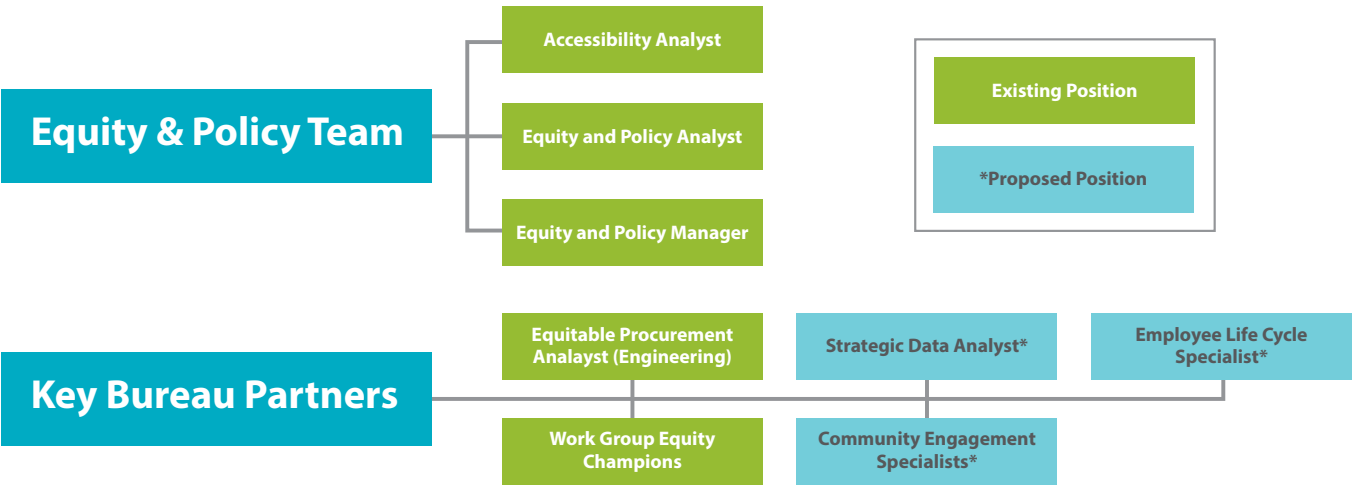 Equity & Policy Team
Accessibility Analyst
Equity and Policy Analyst
Equity and Policy Manager
Existing Position
*Proposed Position
Key Bureau Partners
Equitable Procurement
Analayst (Engineering)
Work Group Equity
Champions
Strategic Data Analyst*
Community Engagement
Specialists*
Employee Life Cycle
Specialist*